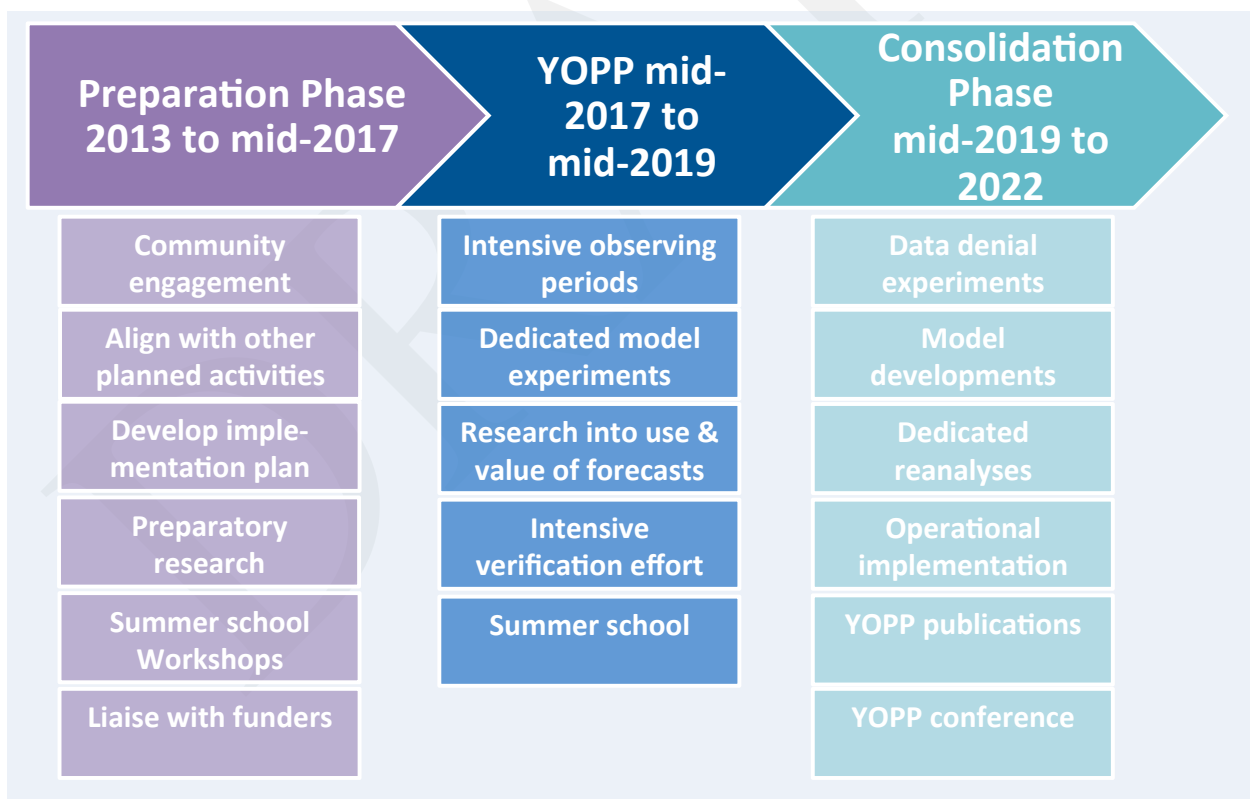 Preparation Phase
2013 to mid-2017
YOPP mid-
2017 to
mid-2019
Consolidation
Phase
mid-2019 to
2022
Community
engagement
Align with other
planned activities
Develop imple-
mentation plan
Preparatory
research
Summer school
Workshops
Liaise with funders
Intensive observing
periods
Dedicated model
experiments
Research into use &
value of forecasts
Intensive
verification effort
Summer school
Data denial
experiments
Model
developments
Dedicated
reanalyses
Operational
implementation
YOPP publications
YOPP conference